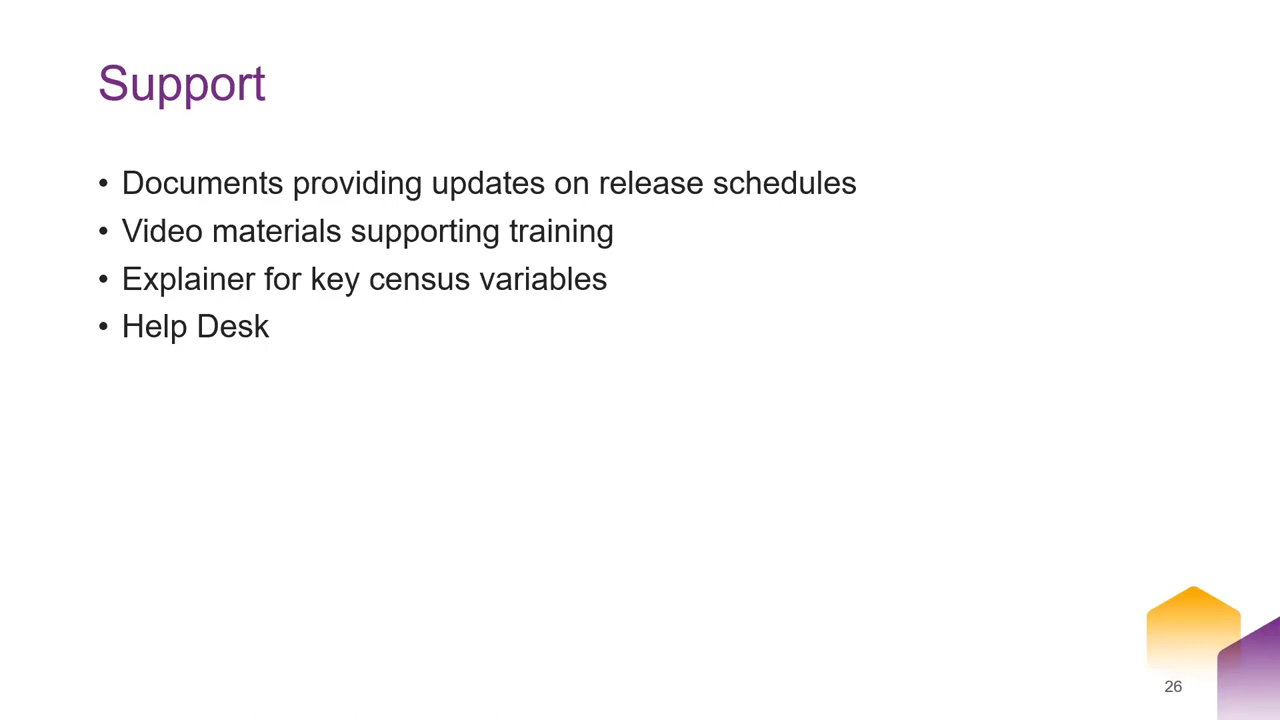 Support
• Documents providing updates on release schedules
• Video materials supporting training
• Explainer for key census variables
• Help Desk
26